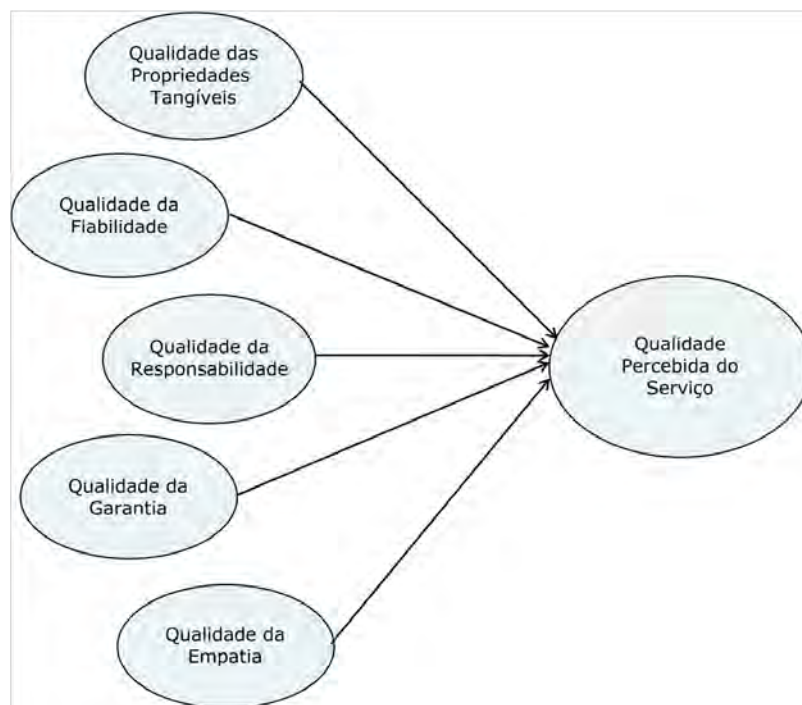 Qualidade das
Propriedades
Tangíveis
Qualidade da
Fiabilidade
Qualidade da
Responsabilidade
Qualidade da
Garantia
Qualidade da
Empatia
Qualidade
Percebida do
Serviço